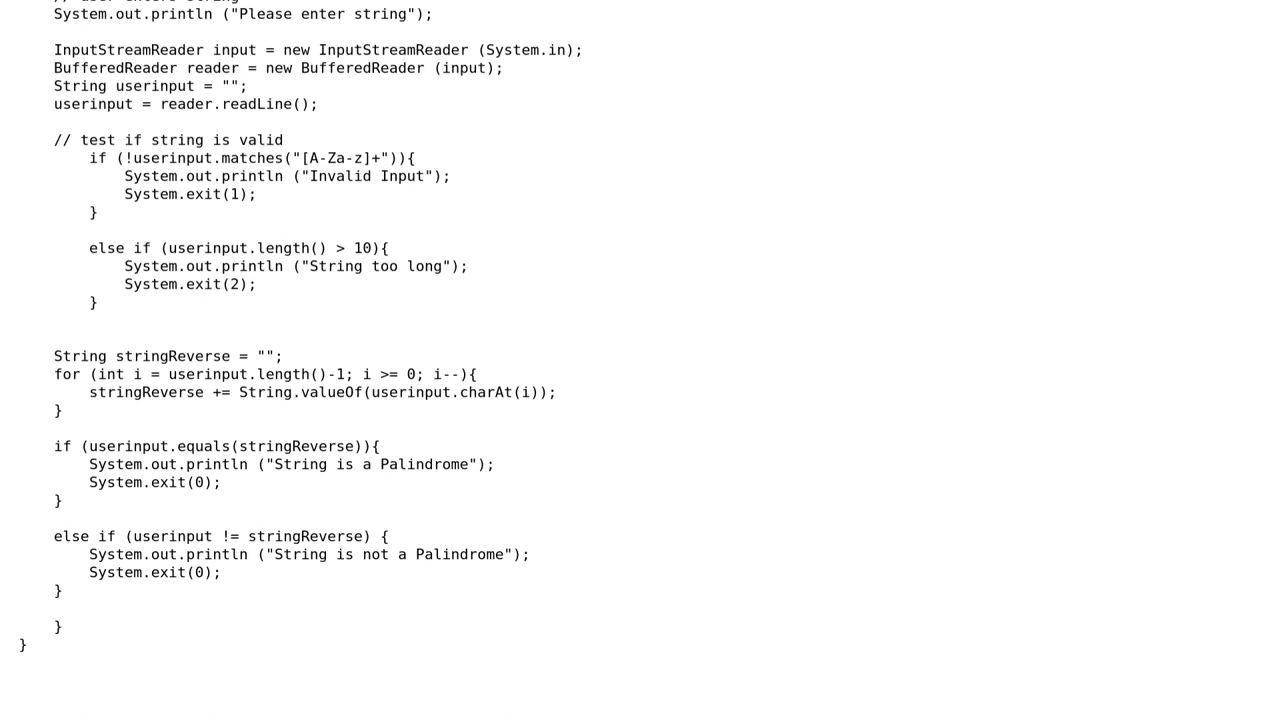 System.out.println ("Please enter string");
InputStreamReader input = new InputStreamReader (System.in);
BufferedReader reader = new BufferedReader (input);
String userinput = "";
userinput = reader.readLine();
// test if string is valid
if (!userinput.matches("[A-Za-z]+")){
System.out.println ("Invalid Input");
System.exit(1);
}
else if (userinput.length() > 10){
System.out.println ("String too long");
System.exit(2);
}
String stringReverse = "";
for (int i = userinput.length()-1; i >= 0; i--){
stringReverse += String.valueOf(userinput.charAt(i));
}
if (userinput.equals(stringReverse)){
System.out.println ("String is a Palindrome");
System.exit(0);
}
else if (userinput != stringReverse) {
System.out.println ("String is not a Palindrome");
System.exit(0);
}
}
}